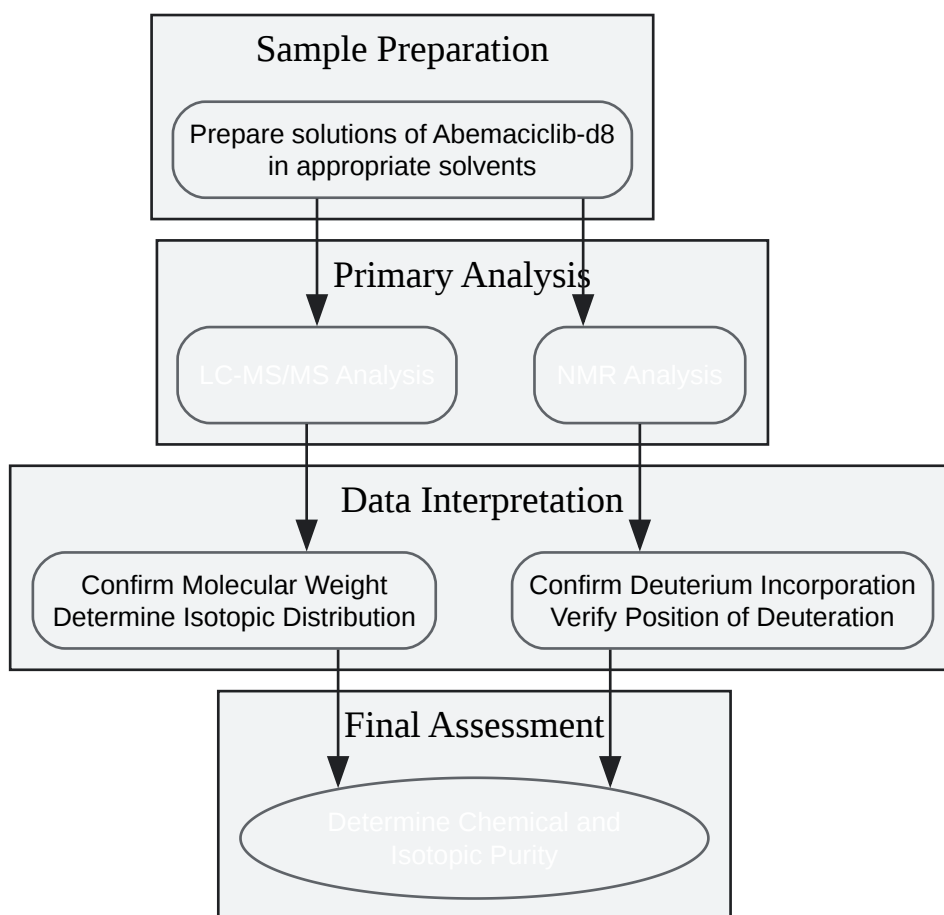 Sample Preparation
Prepare solutions of Abemaciclib-d8
in appropriate solvents
Primary Analysis
LC-MS/MS Analysis
NMR Analysis
Data Interpretation
Confirm Molecular Weight
Determine Isotopic Distribution
Confirm Deuterium Incorporation
Verify Position of Deuteration
Final Assessment
Determine Chemical and
Isotopic Purity